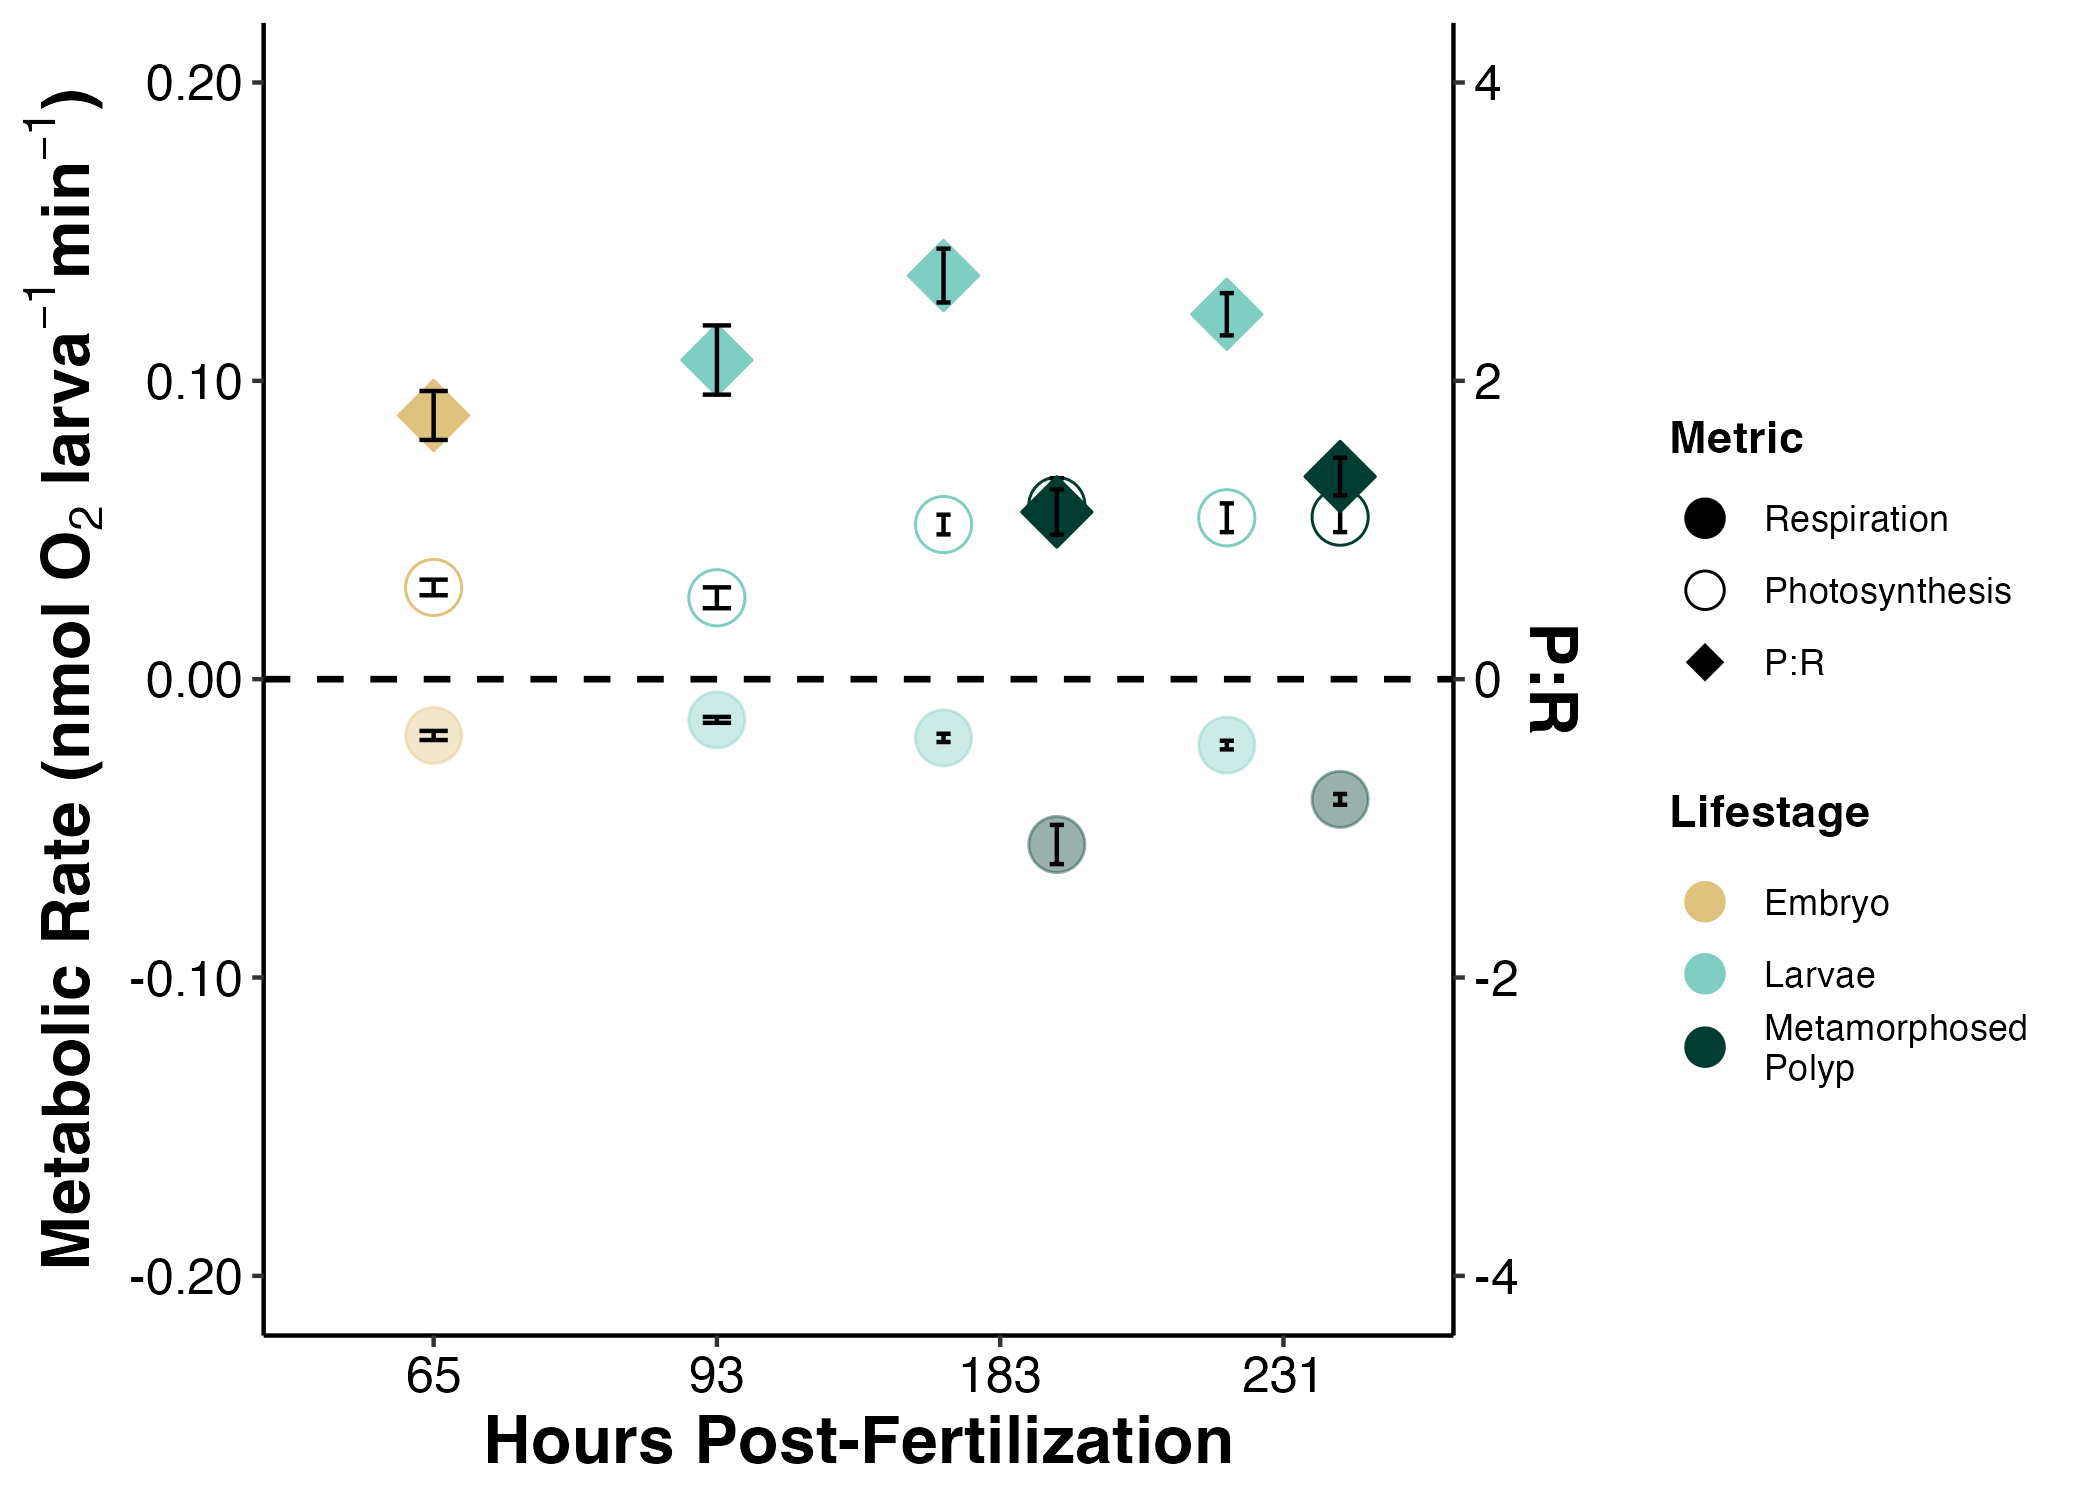 Metabolic Rate (nmol O₂ larva⁻¹min⁻¹)
0.20
0.10
0.00
-0.10
-0.20
65
93
183
231
Hours Post-Fertilization
4
2
0
-2
-4
P:R
Metric
Respiration
Photosynthesis
P:R
Lifestage
Embryo
Larvae
Metamorphosed
Polyp